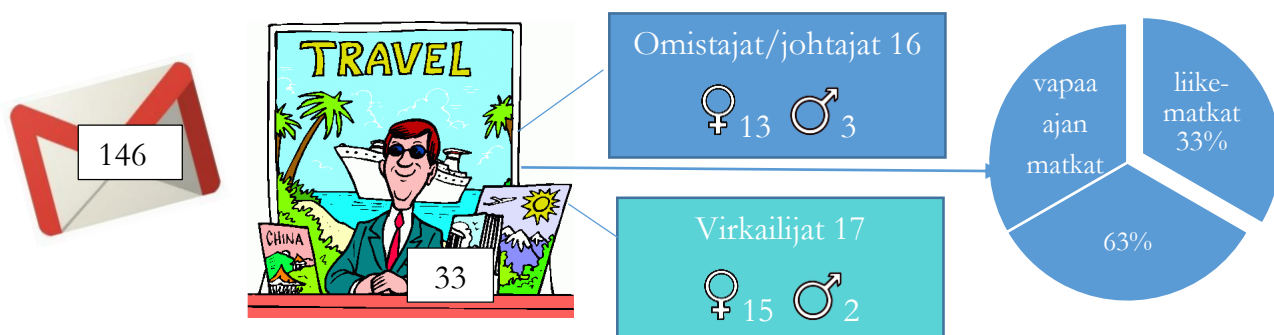 146
TRAVEL
CHINA
33
Omistajat/johtajat 16
♀ 13 ♂ 3
Virkailijat 17
♀ 15 ♂ 2
vapaa
ajan
matkat
63%
liike-
matkat
33%